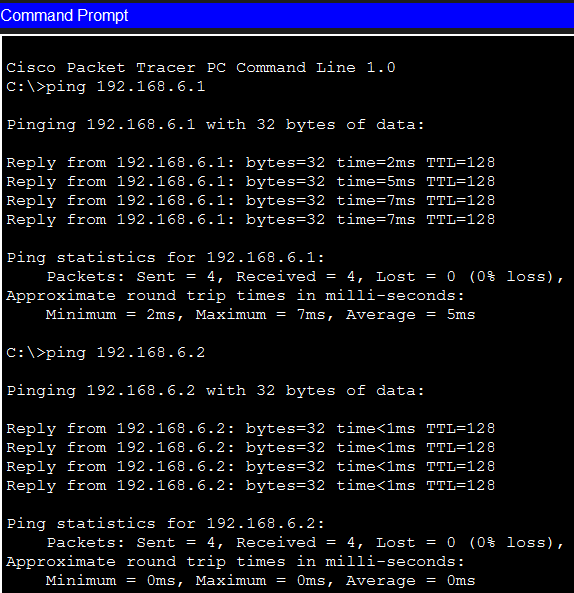 Command Prompt
Cisco Packet Tracer PC Command Line 1.0
C:\>ping 192.168.6.1
Pinging 192.168.6.1 with 32 bytes of data:
Reply from 192.168.6.1: bytes=32 time=2ms TTL=128
Reply from 192.168.6.1: bytes=32 time=5ms TTL=128
Reply from 192.168.6.1: bytes=32 time=7ms TTL=128
Reply from 192.168.6.1: bytes=32 time=7ms TTL=128
Ping statistics for 192.168.6.1:
    Packets: Sent = 4, Received = 4, Lost = 0 (0% loss),
Approximate round trip times in milli-seconds:
    Minimum = 2ms, Maximum = 7ms, Average = 5ms
C:\>ping 192.168.6.2
Pinging 192.168.6.2 with 32 bytes of data:
Reply from 192.168.6.2: bytes=32 time<1ms TTL=128
Reply from 192.168.6.2: bytes=32 time<1ms TTL=128
Reply from 192.168.6.2: bytes=32 time<1ms TTL=128
Reply from 192.168.6.2: bytes=32 time<1ms TTL=128
Ping statistics for 192.168.6.2:
    Packets: Sent = 4, Received = 4, Lost = 0 (0% loss),
Approximate round trip times in milli-seconds:
    Minimum = 0ms, Maximum = 0ms, Average = 0ms